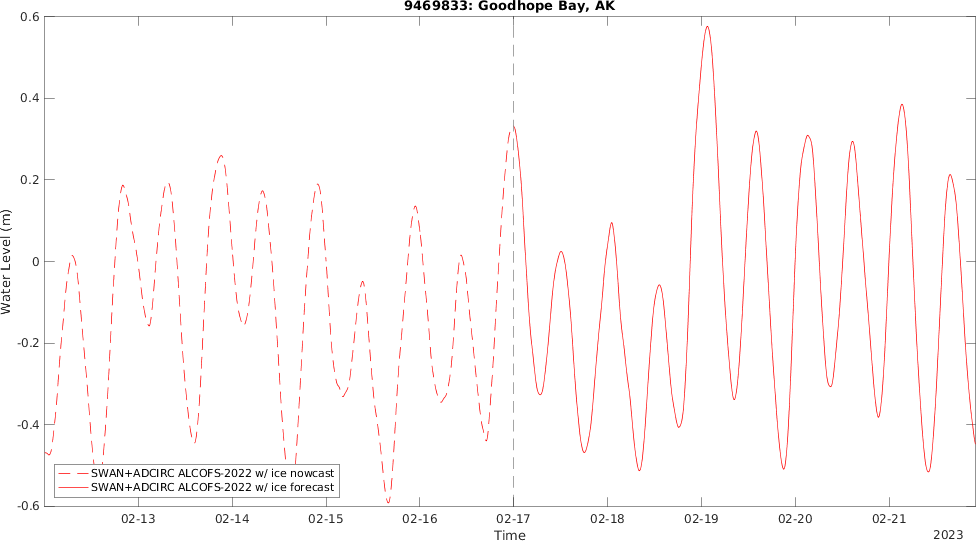 9469833: Goodhope Bay, AK
Water Level (m)
0.6
0.4
0.2
0
-0.2
-0.4
-0.6
SWAN+ADCIRC ALCOFS-2022 w/ ice nowcast
SWAN+ADCIRC ALCOFS-2022 w/ ice forecast
02-13 02-14 02-15 02-16 02-17 02-18 02-19 02-20 02-21
Time
2023